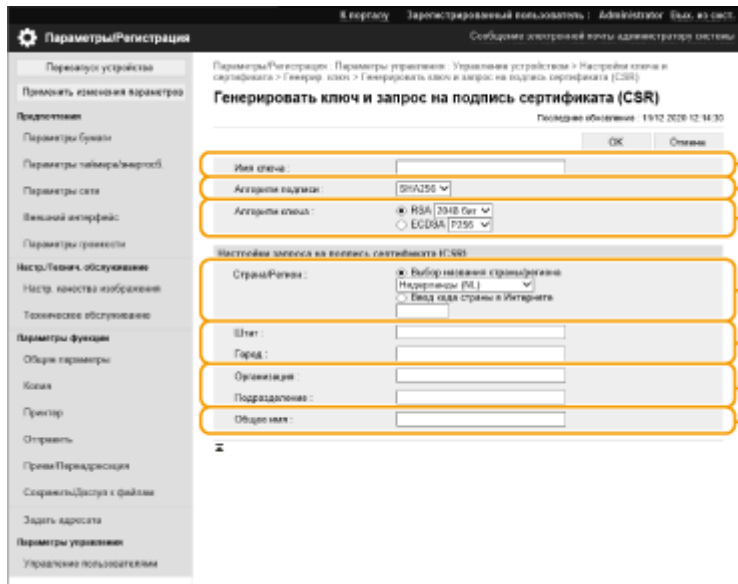 К порталу Зарегистрированный пользователь : Administrator Вых. из сист.
Параметры/Регистрация
Сообщение электронной почты администратору системы
Перезапуск устройства
Применить изменения параметров
Предпочтения
Параметры бумаги
Параметры таймера/энергосб.
Параметры сети
Внешний интерфейс
Параметры громкости
Настр./Технич. обслуживание
Настр. качества изображения
Техническое обслуживание
Параметры функции
Общие параметры
Копия
Принтер
Отправить
Прием/Переадресация
Сохранить/Доступ к файлам
Задать адресата
Параметры управления
Управление пользователями
Параметры/Регистрация : Параметры управления : Управление устройством > Настройки ключа и
сертификата > Генерир. ключ > Генерировать ключ и запрос на подпись сертификата (CSR)
Генерировать ключ и запрос на подпись сертификата (CSR)
Последнее обновление : 11/12 2020 12:14:30
OK Отмена
Имя ключа :
Алгоритм подписи : SHA256
Алгоритм ключа : RSA 2048 бит
ECDSA P256
Настройки запроса на подпись сертификата (CSR)
Страна/Регион : Выбор названия страны/региона
Нидерланды (NL)
Ввод кода страны в Интернете
Штат :
Город :
Организация :
Подразделение :
Общее имя :